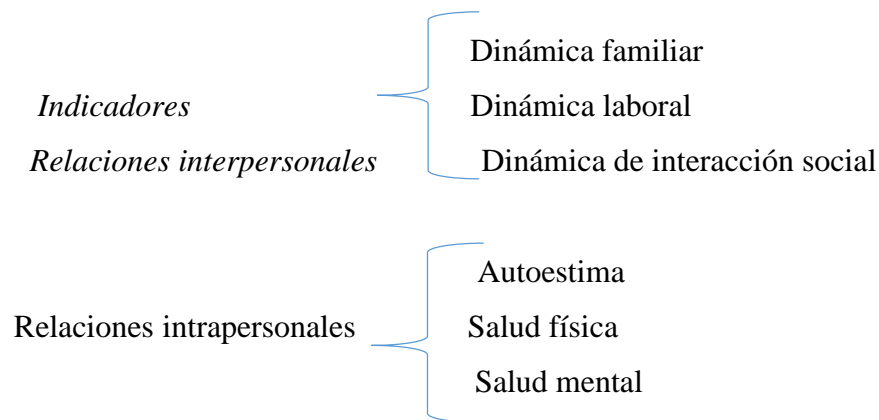 Dinámica familiar
Indicadores Dinámica laboral
Relaciones interpersonales Dinámica de interacción social
Autoestima
Relaciones intrapersonales Salud física
Salud mental